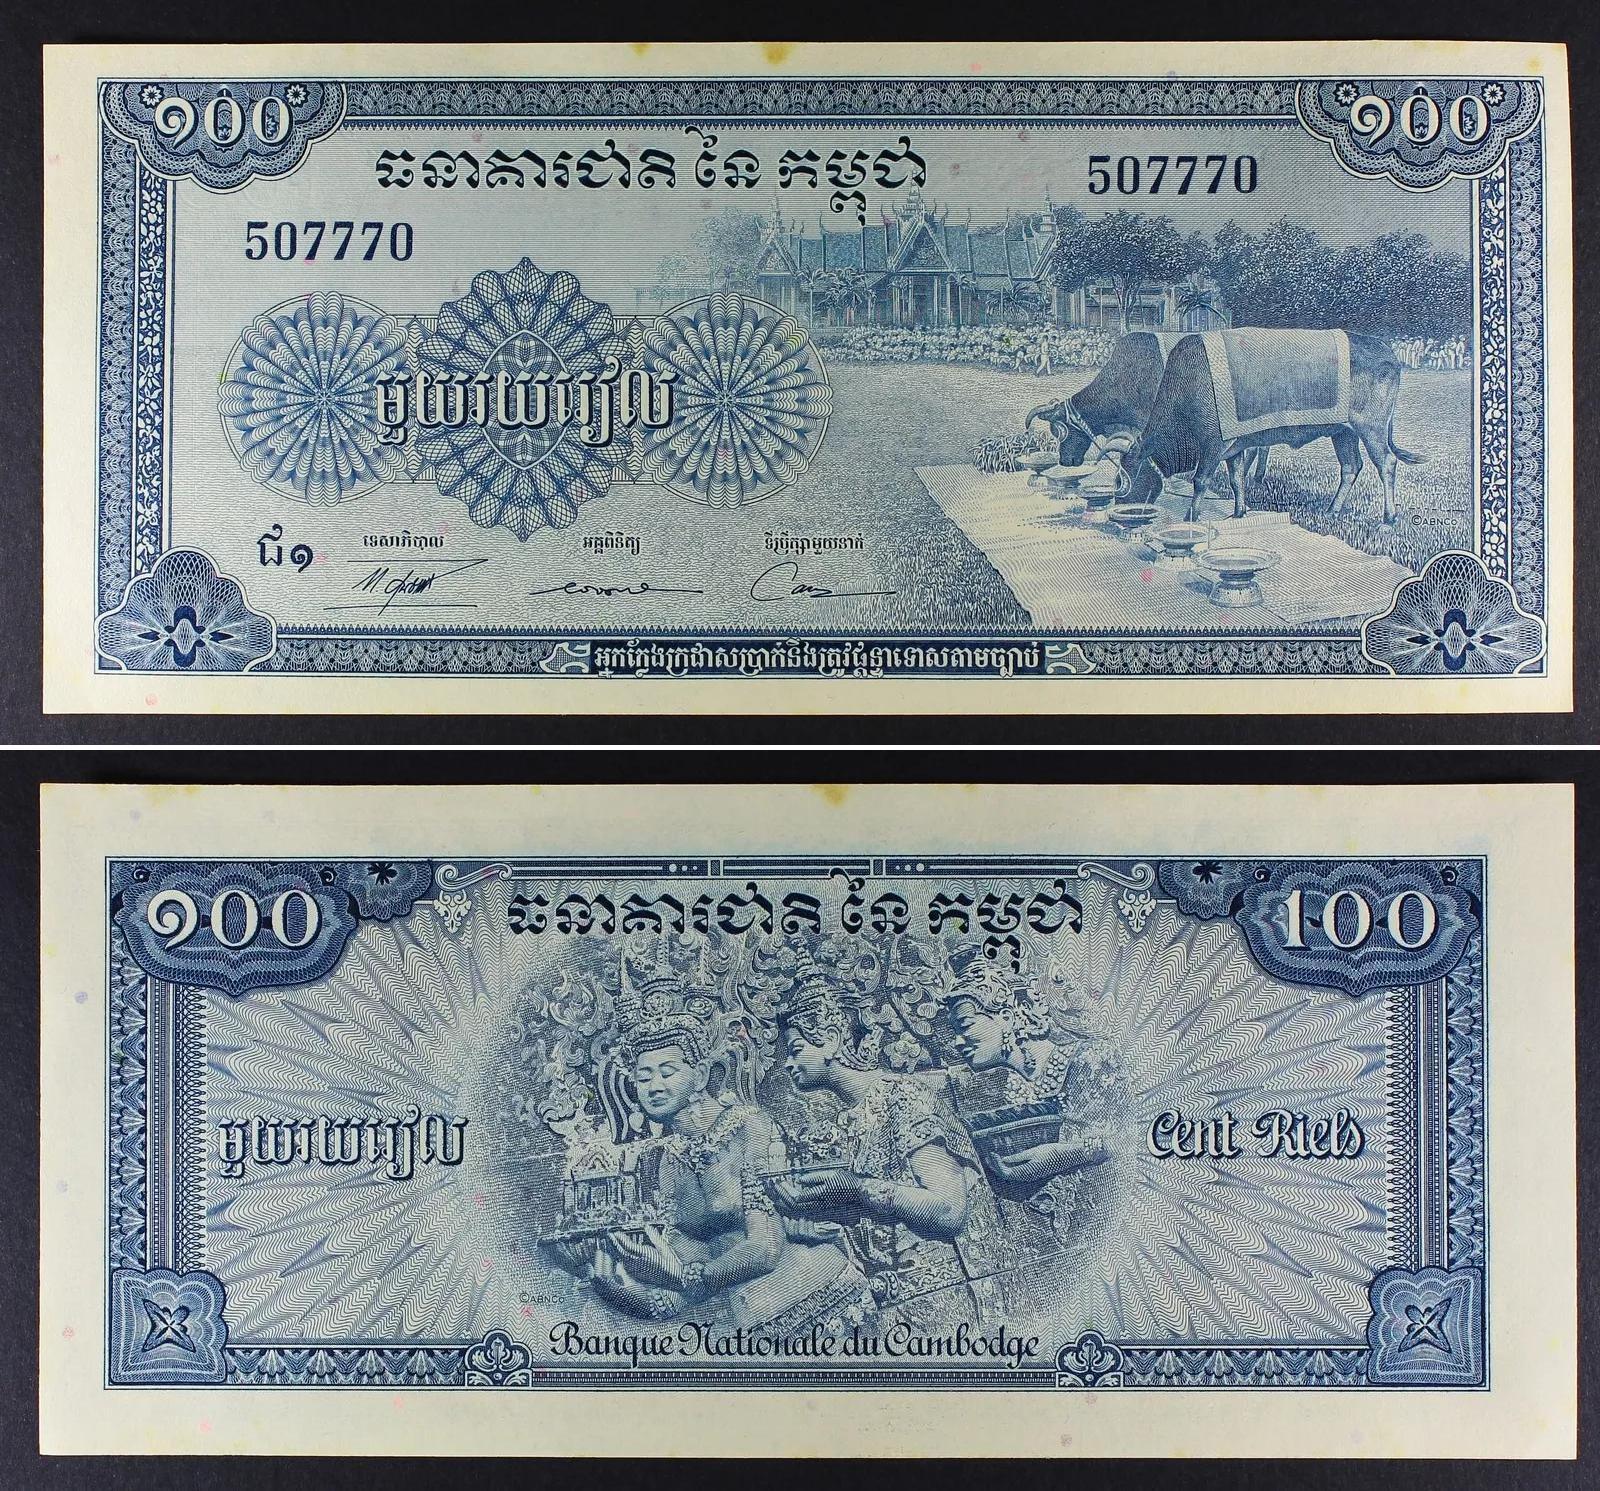 ១០០
១០០
ធនាគារជាតិ នៃ កម្ពុជា
507770
507770
មួយរយរៀល
©ABNCo
ជ១
ទេសាភិបាល
អគ្គពិនិត្យ
ទីប្រឹក្សាមួយទាក់
អ្នកក្លែងក្រដាសប្រាក់នឹងត្រូវផ្តន្ទាទោសតាមច្បាប់
១០០
ធនាគារជាតិ នៃ កម្ពុជា
100
មួយរយរៀល
Cent Riels
©ABNCo
Banque Nationale du Cambodge